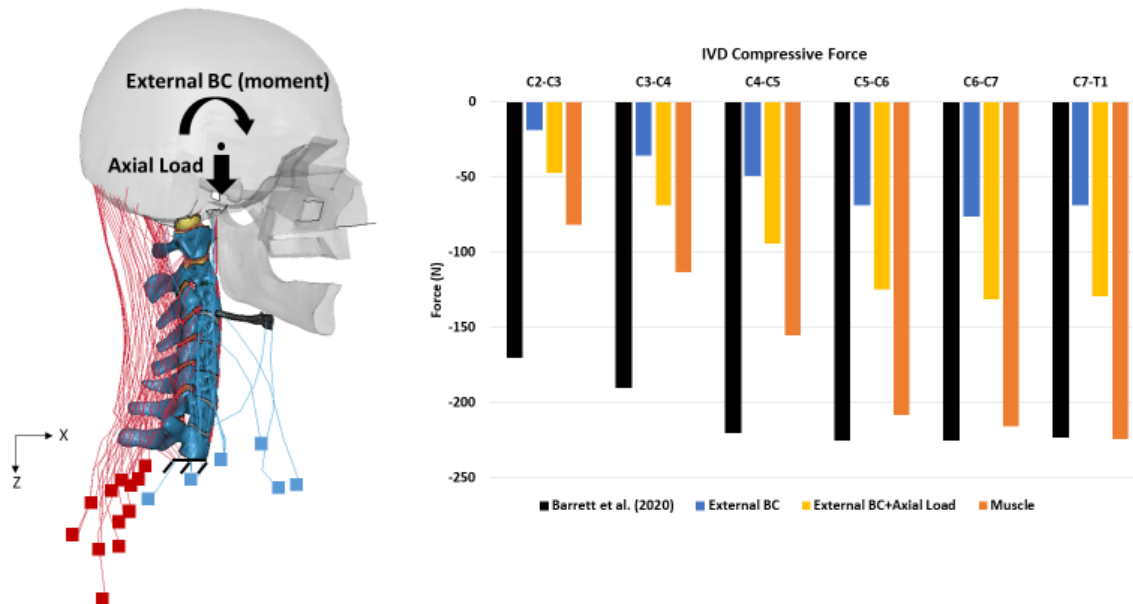 External BC (moment)
Axial Load
X
Z
IVD Compressive Force
C2-C3 C3-C4 C4-C5 C5-C6 C6-C7 C7-T1
0
-50
-100
-150
-200
-250
Force (N)
Barrett et al. (2020) External BC External BC+Axial Load Muscle